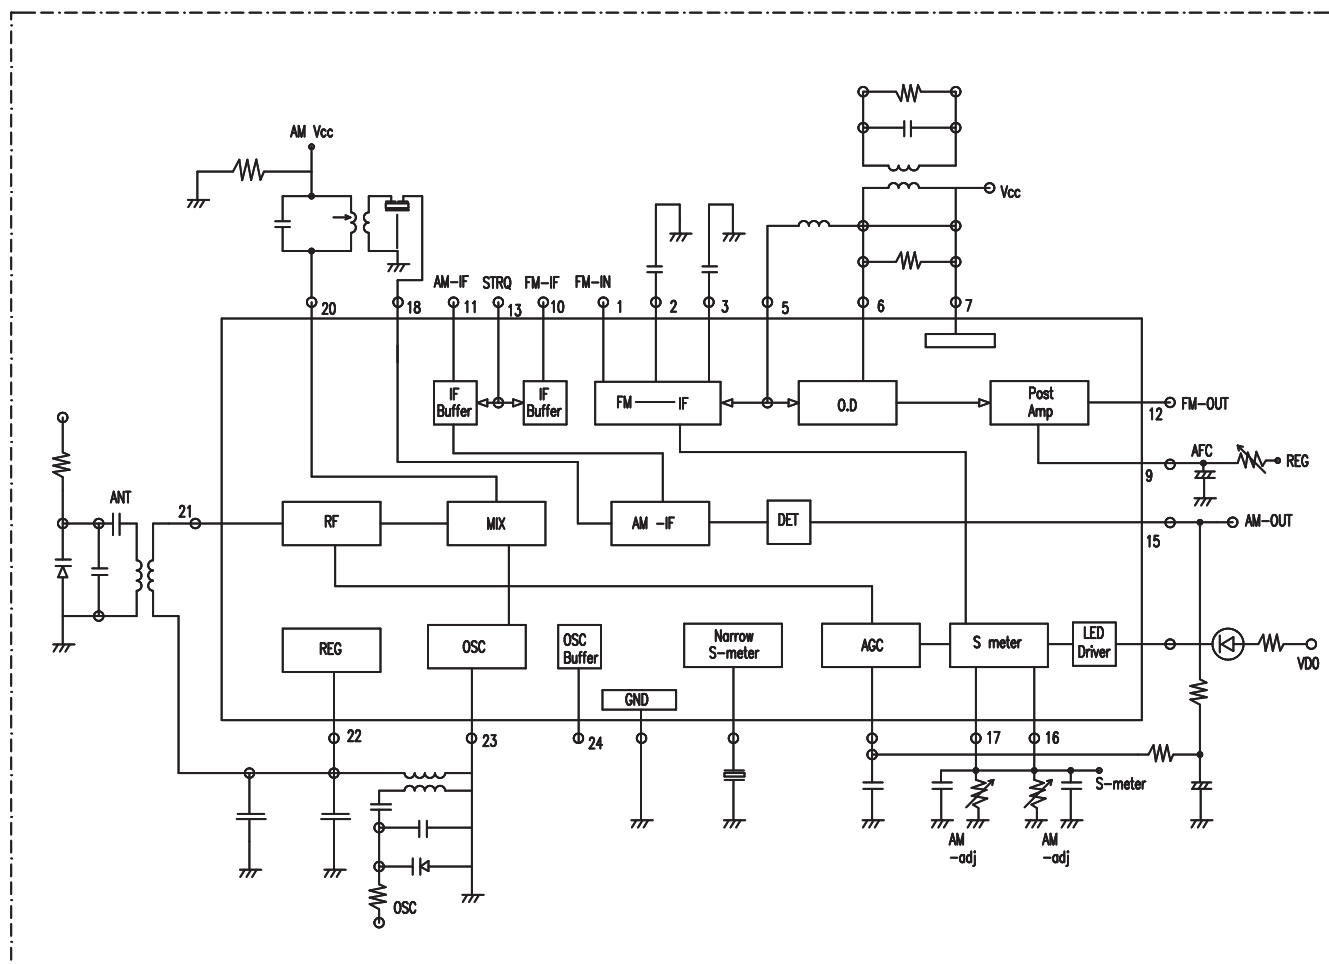 AM Vcc
Vcc
AM-IF STRQ FM-IF FM-IN
20 18 11 13 10 1 2 3 5 6 7
IF
Buffer
IF
Buffer
FM IF
O.D
Post
Amp
12 FM-OUT
AFC
9
REG
ANT
21
RF
MIX
AM -IF
DET
15
AM-OUT
REG
OSC
OSC
Buffer
Narrow
S-meter
AGC
S meter
LED
Driver
VDO
GND
22
23
24
17
16
S-meter
AM
-adj
AM
-adj
OSC